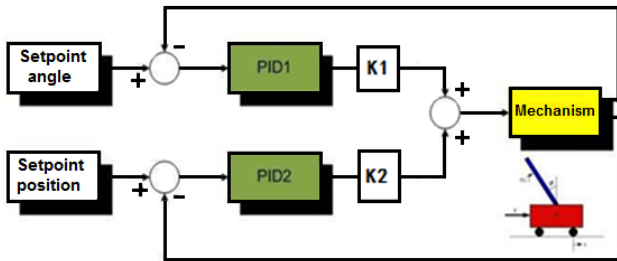 Setpoint
angle
+
−
PID1
K1
+
+
Mechanism
Setpoint
position
+
−
PID2
K2